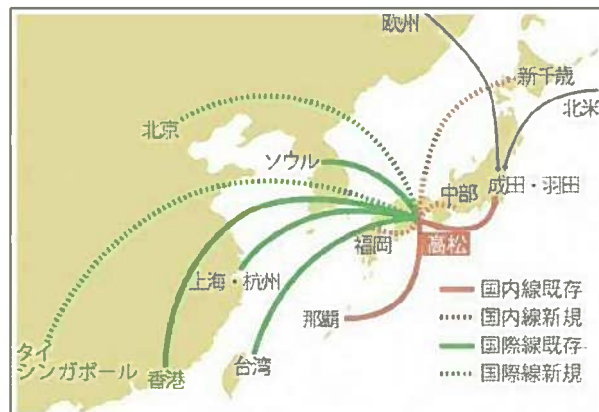 欧州
新千歳
北米
北京
ソウル
中部
成田・羽田
福岡
高松
上海・杭州
那覇
タイ
シンガポール
香港
台湾
国内線既存
国内線新規
国際線既存
国際線新規